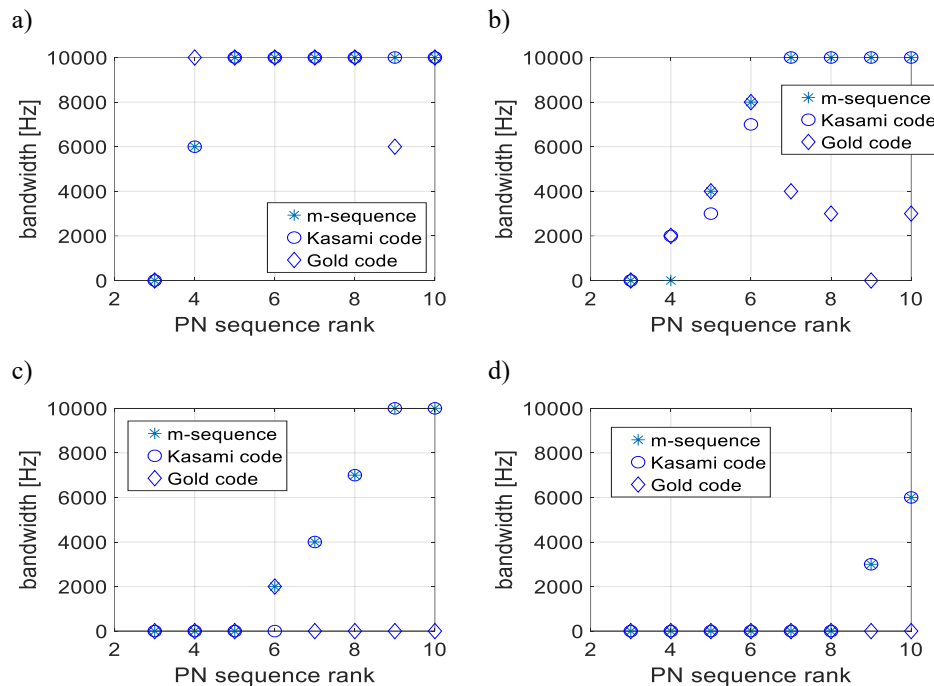 a)
10000
8000
6000
4000
2000
0
bandwidth [Hz]
m-sequence
Kasami code
Gold code
2 4 6 8 10
PN sequence rank
b)
10000
8000
6000
4000
2000
0
bandwidth [Hz]
m-sequence
Kasami code
Gold code
2 4 6 8 10
PN sequence rank
c)
10000
8000
6000
4000
2000
0
bandwidth [Hz]
m-sequence
Kasami code
Gold code
2 4 6 8 10
PN sequence rank
d)
10000
8000
6000
4000
2000
0
bandwidth [Hz]
m-sequence
Kasami code
Gold code
2 4 6 8 10
PN sequence rank